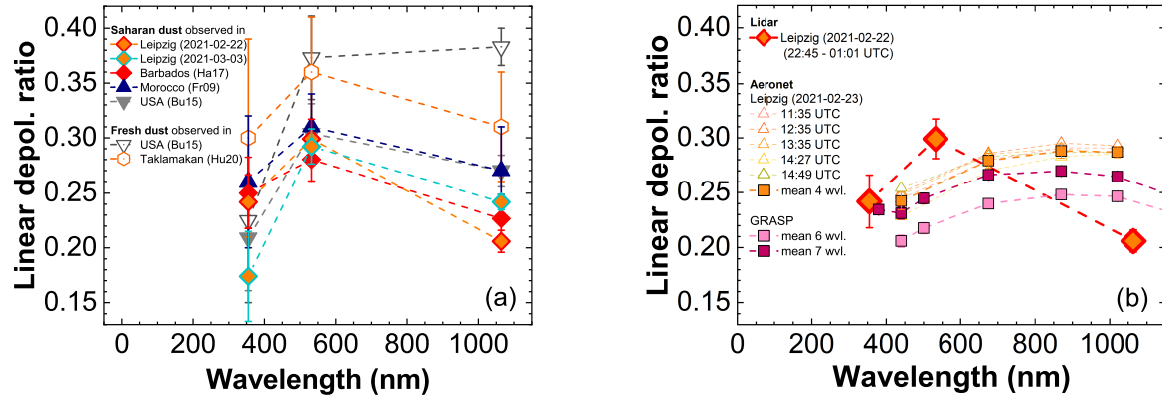 Linear depol. ratio
0.40
0.35
0.30
0.25
0.20
0.15
Saharan dust observed in
Leipzig (2021-02-22)
Leipzig (2021-03-03)
Barbados (Ha17)
Morocco (Fr09)
USA (Bu15)
Fresh dust observed in
USA (Bu15)
Taklamakan (Hu20)
(a)
0 200 400 600 800 1000
Wavelength (nm)
Linear depol. ratio
0.40
0.35
0.30
0.25
0.20
0.15
Lidar
Leipzig (2021-02-22)
(22:45 - 01:01 UTC)
Aeronet
Leipzig (2021-02-23)
11:35 UTC
12:35 UTC
13:35 UTC
14:27 UTC
14:49 UTC
mean 4 wvl.
GRASP
mean 6 wvl.
mean 7 wvl.
(b)
0 200 400 600 800 1000
Wavelength (nm)